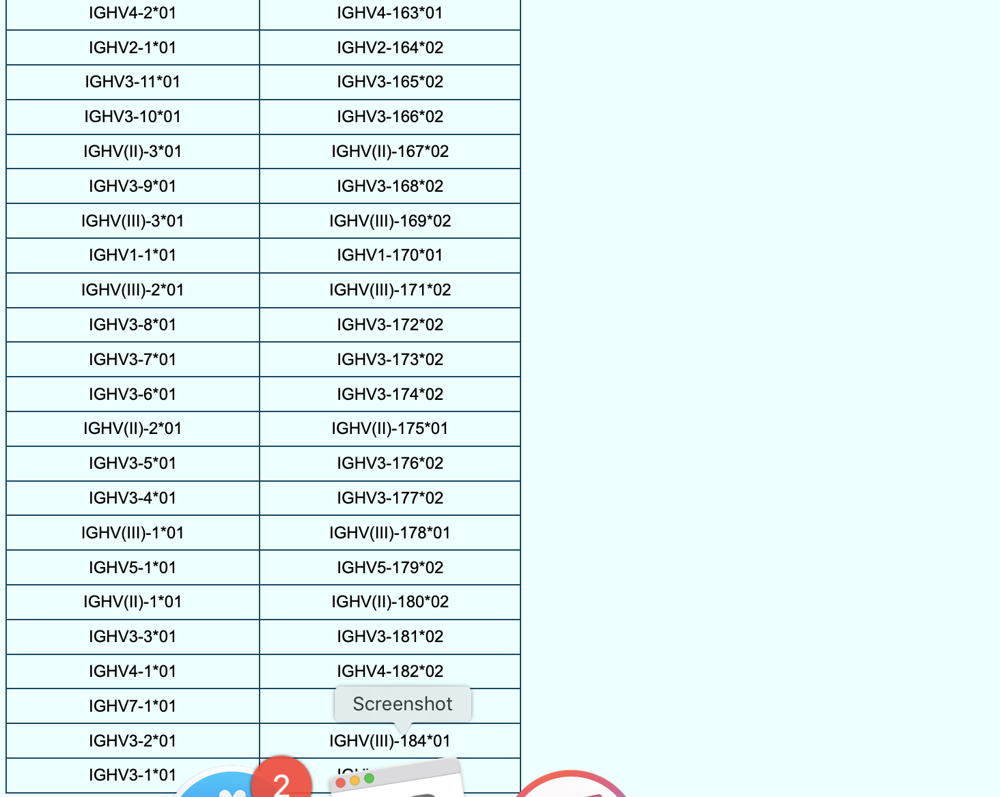 IGHV4-2*01 IGHV4-163*01
IGHV2-1*01 IGHV2-164*02
IGHV3-11*01 IGHV3-165*02
IGHV3-10*01 IGHV3-166*02
IGHV(II)-3*01 IGHV(II)-167*02
IGHV3-9*01 IGHV3-168*02
IGHV(III)-3*01 IGHV(III)-169*02
IGHV1-1*01 IGHV1-170*01
IGHV(III)-2*01 IGHV(III)-171*02
IGHV3-8*01 IGHV3-172*02
IGHV3-7*01 IGHV3-173*02
IGHV3-6*01 IGHV3-174*02
IGHV(II)-2*01 IGHV(II)-175*01
IGHV3-5*01 IGHV3-176*02
IGHV3-4*01 IGHV3-177*02
IGHV(III)-1*01 IGHV(III)-178*01
IGHV5-1*01 IGHV5-179*02
IGHV(II)-1*01 IGHV(II)-180*02
IGHV3-3*01 IGHV3-181*02
IGHV4-1*01 IGHV4-182*02
IGHV7-1*01
Screenshot
IGHV3-2*01 IGHV(III)-184*01
IGHV3-1*01
2